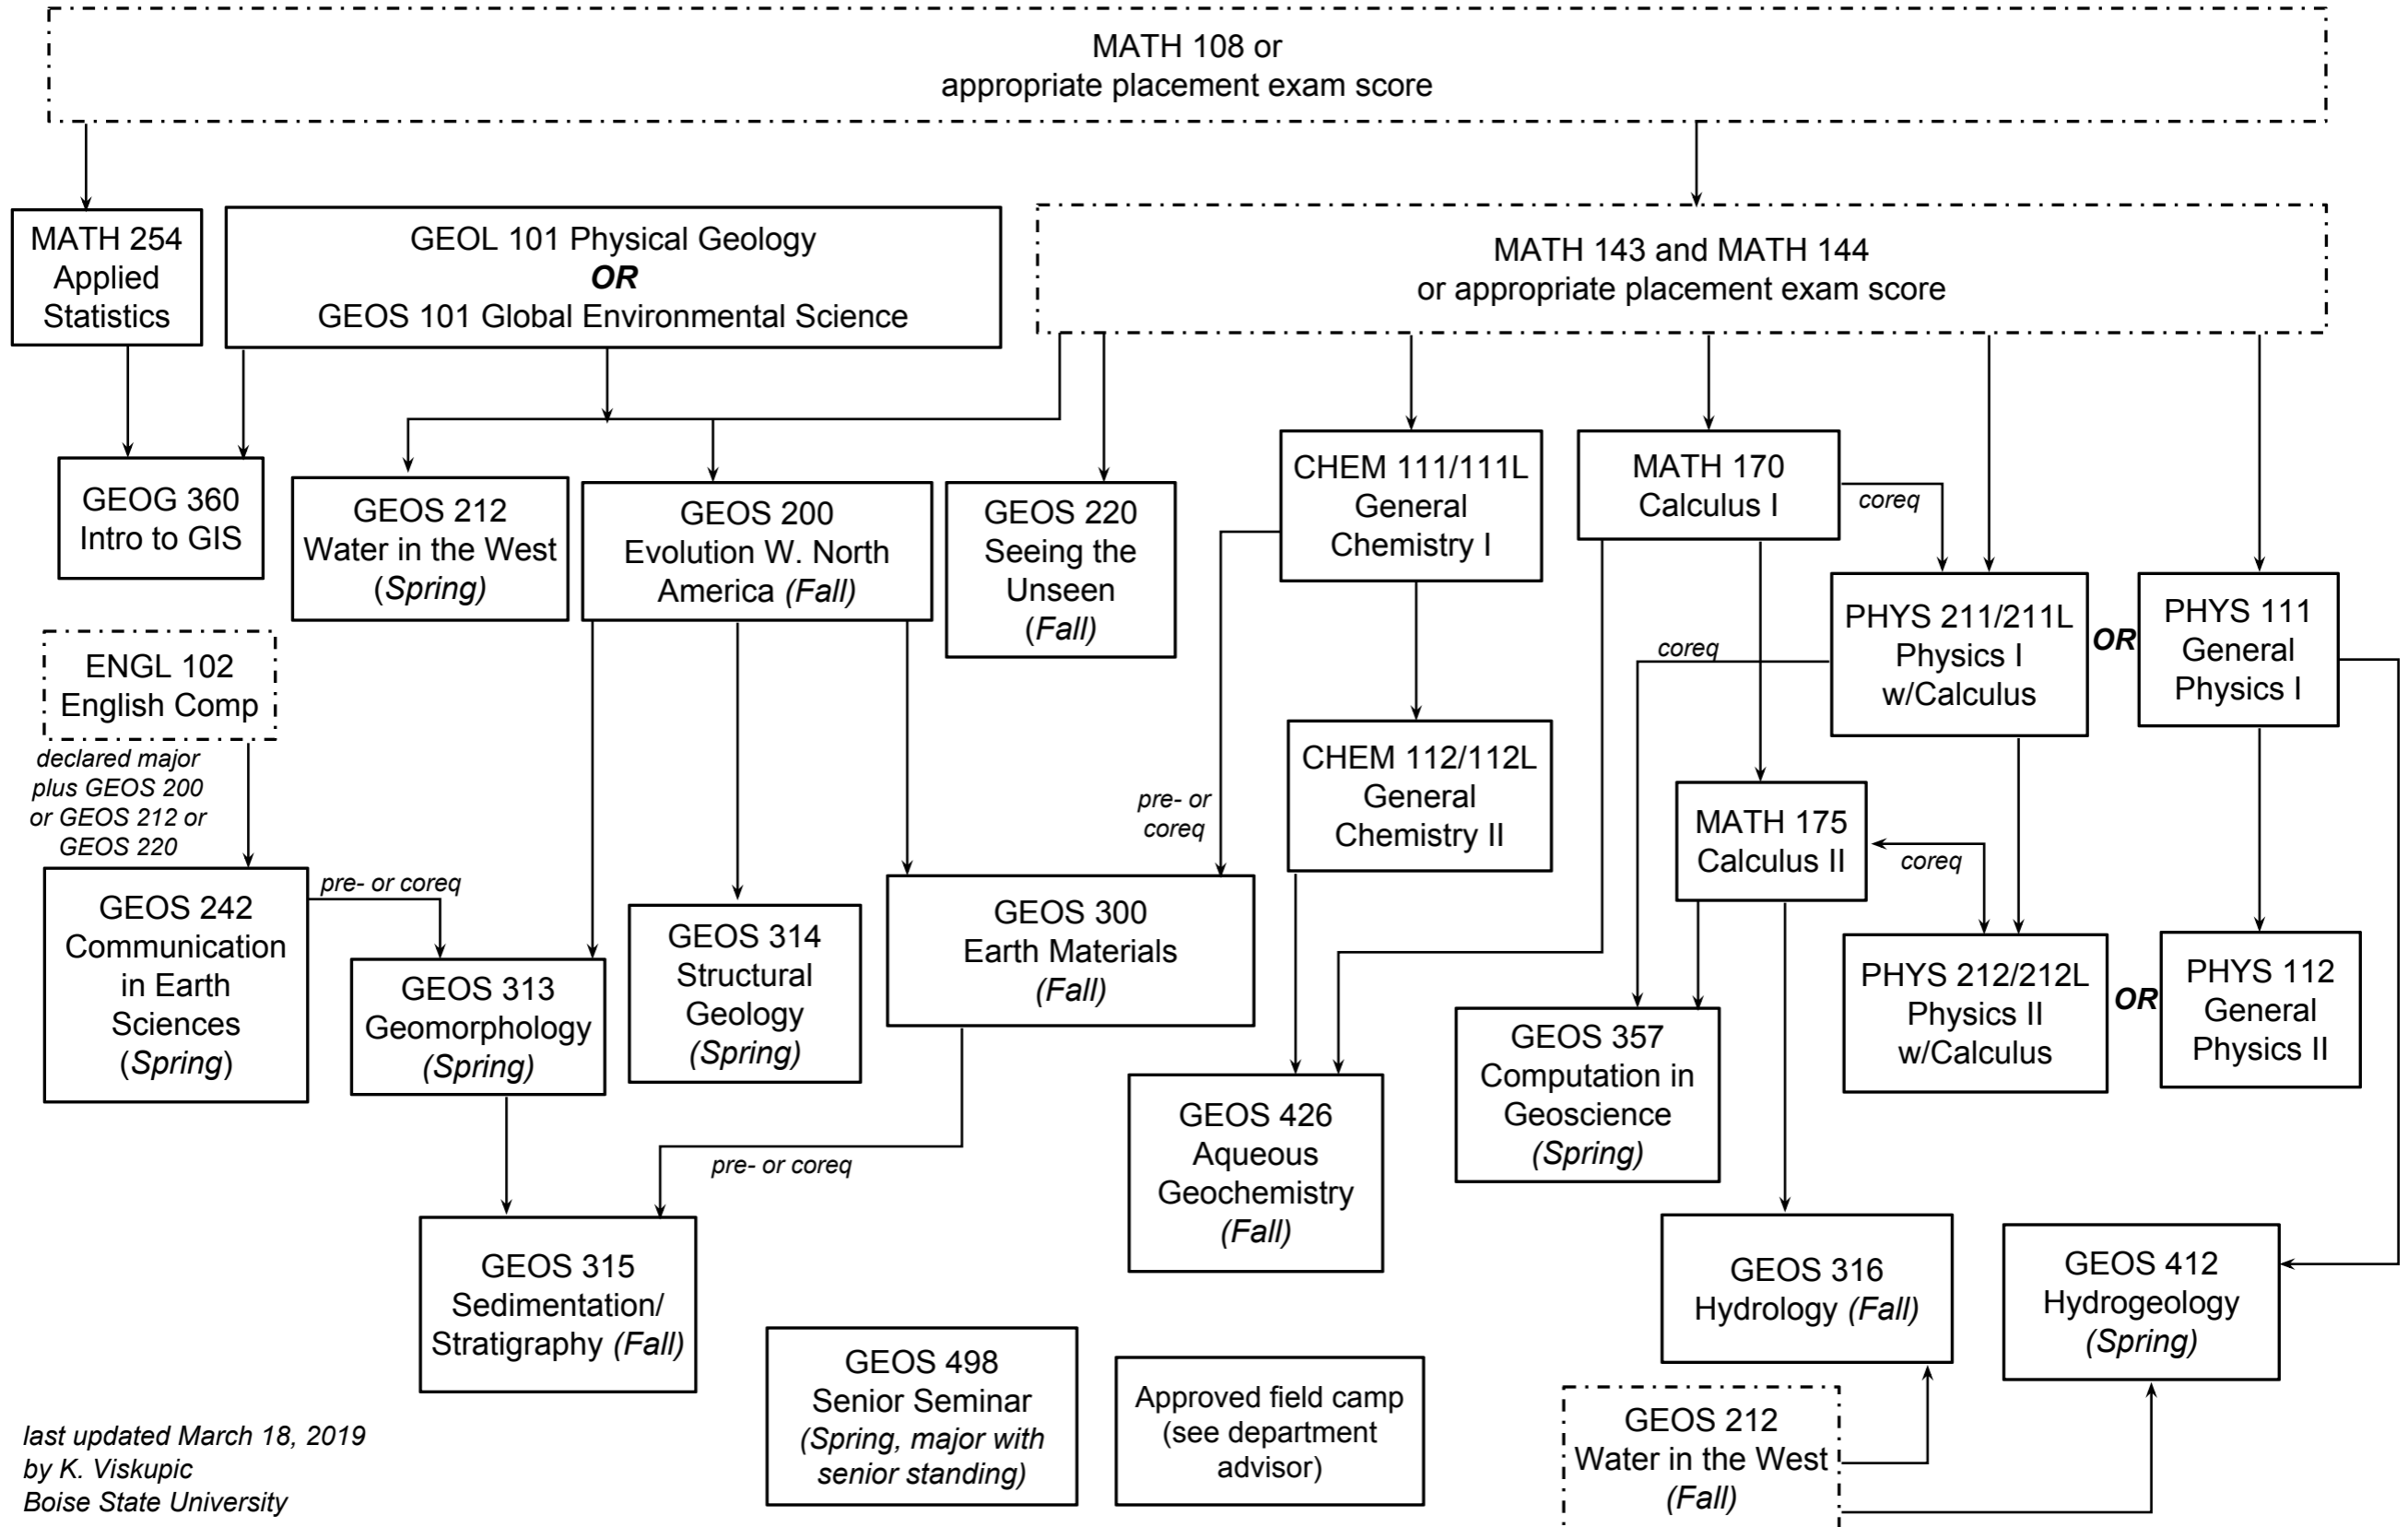 MATH 108 or
appropriate placement exam score
MATH 254
Applied
Statistics
GEOL 101 Physical Geology
OR
GEOS 101 Global Environmental Science
MATH 143 and MATH 144
or appropriate placement exam score
GEOG 360
Intro to GIS
GEOS 212
Water in the West
(Spring)
GEOS 200
Evolution W. North
America (Fall)
GEOS 220
Seeing the
Unseen
(Fall)
CHEM 111/111L
General
Chemistry I
MATH 170
Calculus I
coreq
PHYS 211/211L
Physics I
w/Calculus
OR
PHYS 111
General
Physics I
ENGL 102
English Comp
declared major
plus GEOS 200
or GEOS 212 or
GEOS 220
coreq
CHEM 112/112L
General
Chemistry II
pre- or
coreq
MATH 175
Calculus II
coreq
GEOS 242
Communication
in Earth
Sciences
(Spring)
pre- or coreq
GEOS 313
Geomorphology
(Spring)
GEOS 314
Structural
Geology
(Spring)
GEOS 300
Earth Materials
(Fall)
PHYS 212/212L
Physics II
w/Calculus
OR
PHYS 112
General
Physics II
GEOS 357
Computation in
Geoscience
(Spring)
GEOS 426
Aqueous
Geochemistry
(Fall)
pre- or coreq
GEOS 315
Sedimentation/
Stratigraphy (Fall)
GEOS 316
Hydrology (Fall)
GEOS 412
Hydrogeology
(Spring)
GEOS 498
Senior Seminar
(Spring, major with
senior standing)
Approved field camp
(see department
advisor)
GEOS 212
Water in the West
(Fall)
last updated March 18, 2019
by K. Viskupic
Boise State University